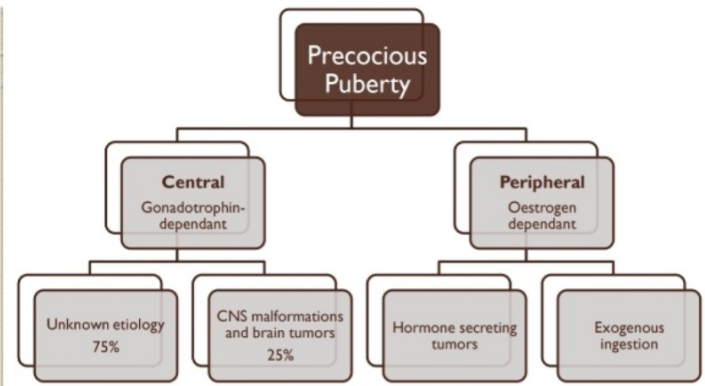 Precocious
Puberty
Central
Gonadotrophin-
dependant
Peripheral
Oestrogen
dependant
Unknown etiology
75%
CNS malformations
and brain tumors
25%
Hormone secreting
tumors
Exogenous
ingestion